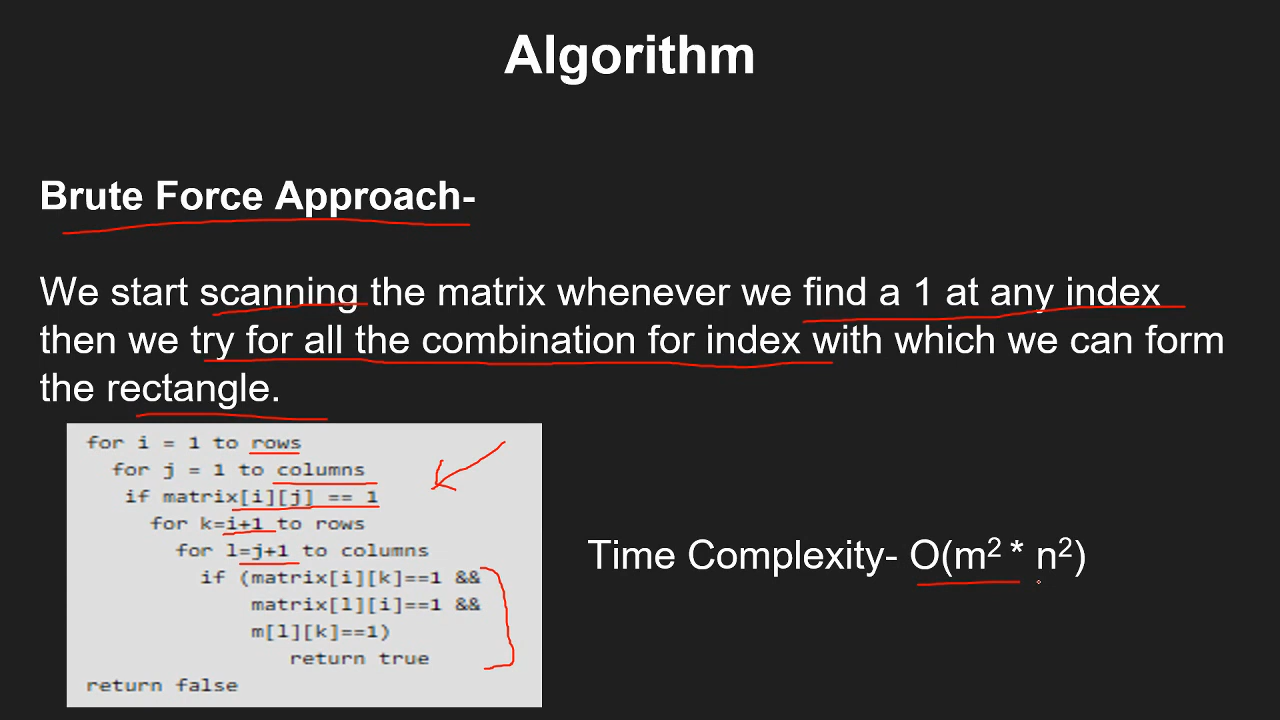 Algorithm
Brute Force Approach-
We start scanning the matrix whenever we find a 1 at any index
then we try for all the combination for index with which we can form
the rectangle.
for i = 1 to rows
for j = 1 to columns
if matrix[i][j] == 1
for k=i+1 to rows
for l=j+1 to columns
if (matrix[i][k]==1 &&
matrix[l][i]==1 &&
m[l][k]==1)
return true
return false
Time Complexity- O(m² * n²)